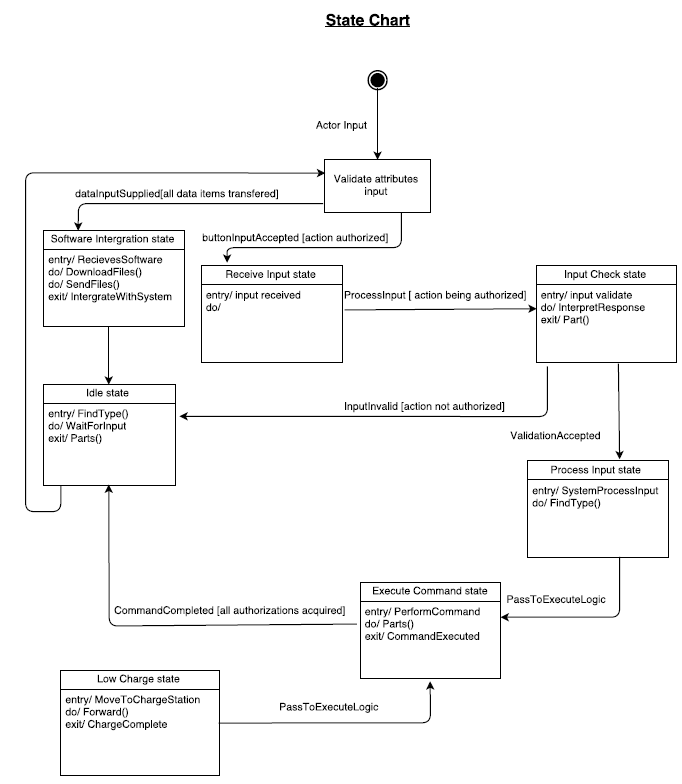 State Chart
Actor Input
Validate attributes
input
dataInputSupplied[all data items transfered]
buttonInputAccepted [action authorized]
Software Intergration state
entry/ RecievesSoftware
do/ DownloadFiles()
do/ SendFiles()
exit/ IntergrateWithSystem
Receive Input state
entry/ input received
do/
ProcessInput [ action being authorized]
Input Check state
entry/ input validate
do/ InterpretResponse
exit/ Part()
Idle state
entry/ FindType()
do/ WaitForInput
exit/ Parts()
InputInvalid [action not authorized]
ValidationAccepted
Process Input state
entry/ SystemProcessInput
do/ FindType()
Execute Command state
entry/ PerformCommand
do/ Parts()
exit/ CommandExecuted
PassToExecuteLogic
CommandCompleted [all authorizations acquired]
Low Charge state
entry/ MoveToChargeStation
do/ Forward()
exit/ ChargeComplete
PassToExecuteLogic